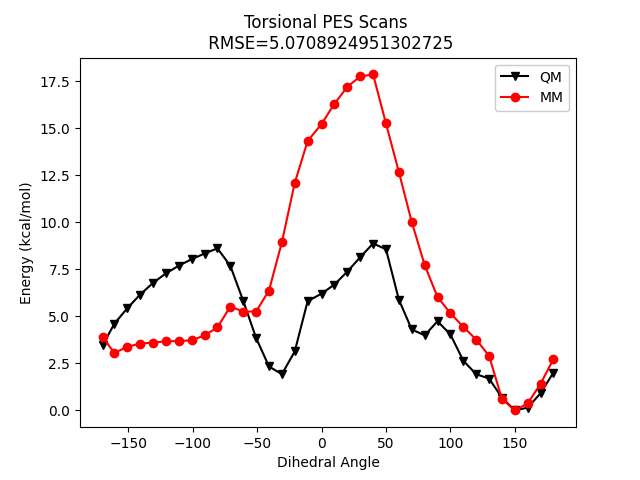 Torsional PES Scans
RMSE=5.0708924951302725
QM
MM
Energy (kcal/mol)
17.5
15.0
12.5
10.0
7.5
5.0
2.5
0.0
−150
−100
−50
0
50
100
150
Dihedral Angle